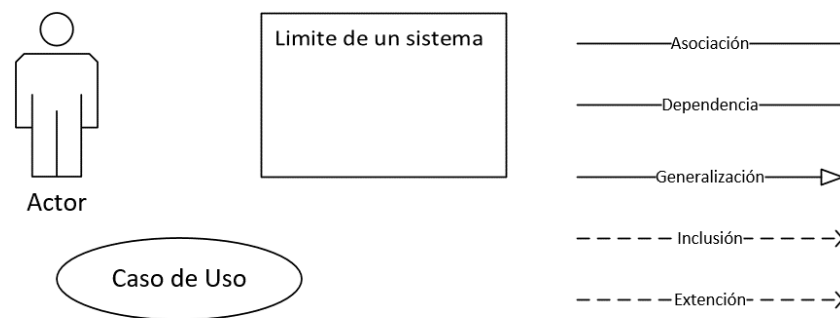 Limite de un sistema
Actor
Caso de Uso
Asociación
Dependencia
Generalización
Inclusión
Extención